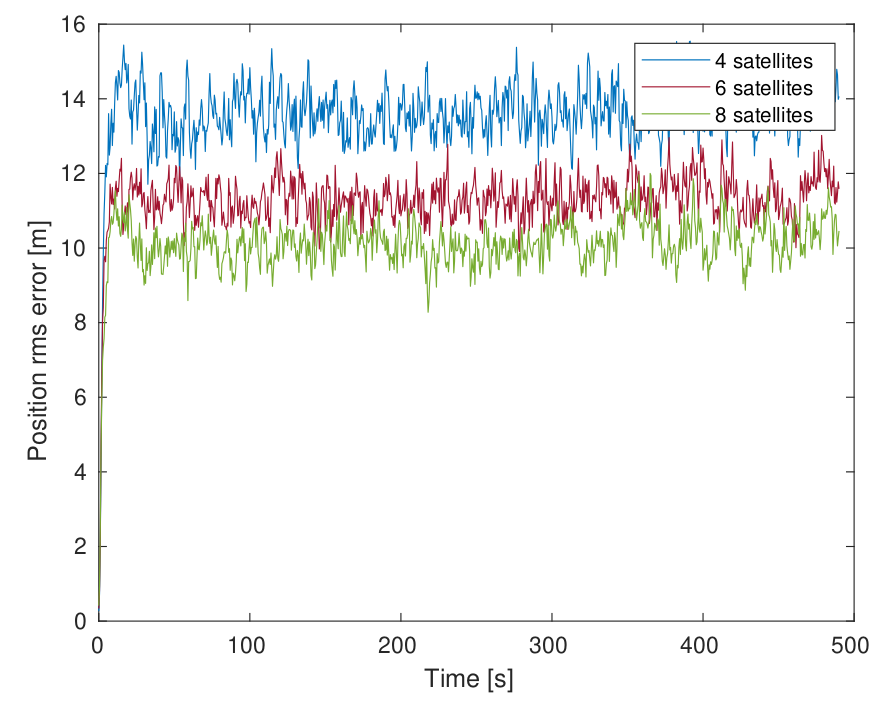 16
14
12
10
8
6
4
2
0
Position rms error [m]
4 satellites
6 satellites
8 satellites
0 100 200 300 400 500
Time [s]